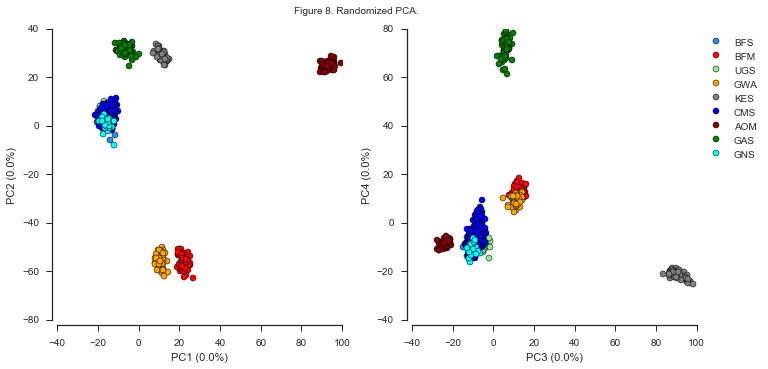 Figure 8. Randomized PCA.
40
20
0
−20
−40
−60
−80
PC2 (0.0%)
−40 −20 0 20 40 60 80 100
PC1 (0.0%)
80
60
40
20
0
−20
−40
PC4 (0.0%)
−40 −20 0 20 40 60 80 100
PC3 (0.0%)
BFS
BFM
UGS
GWA
KES
CMS
AOM
GAS
GNS